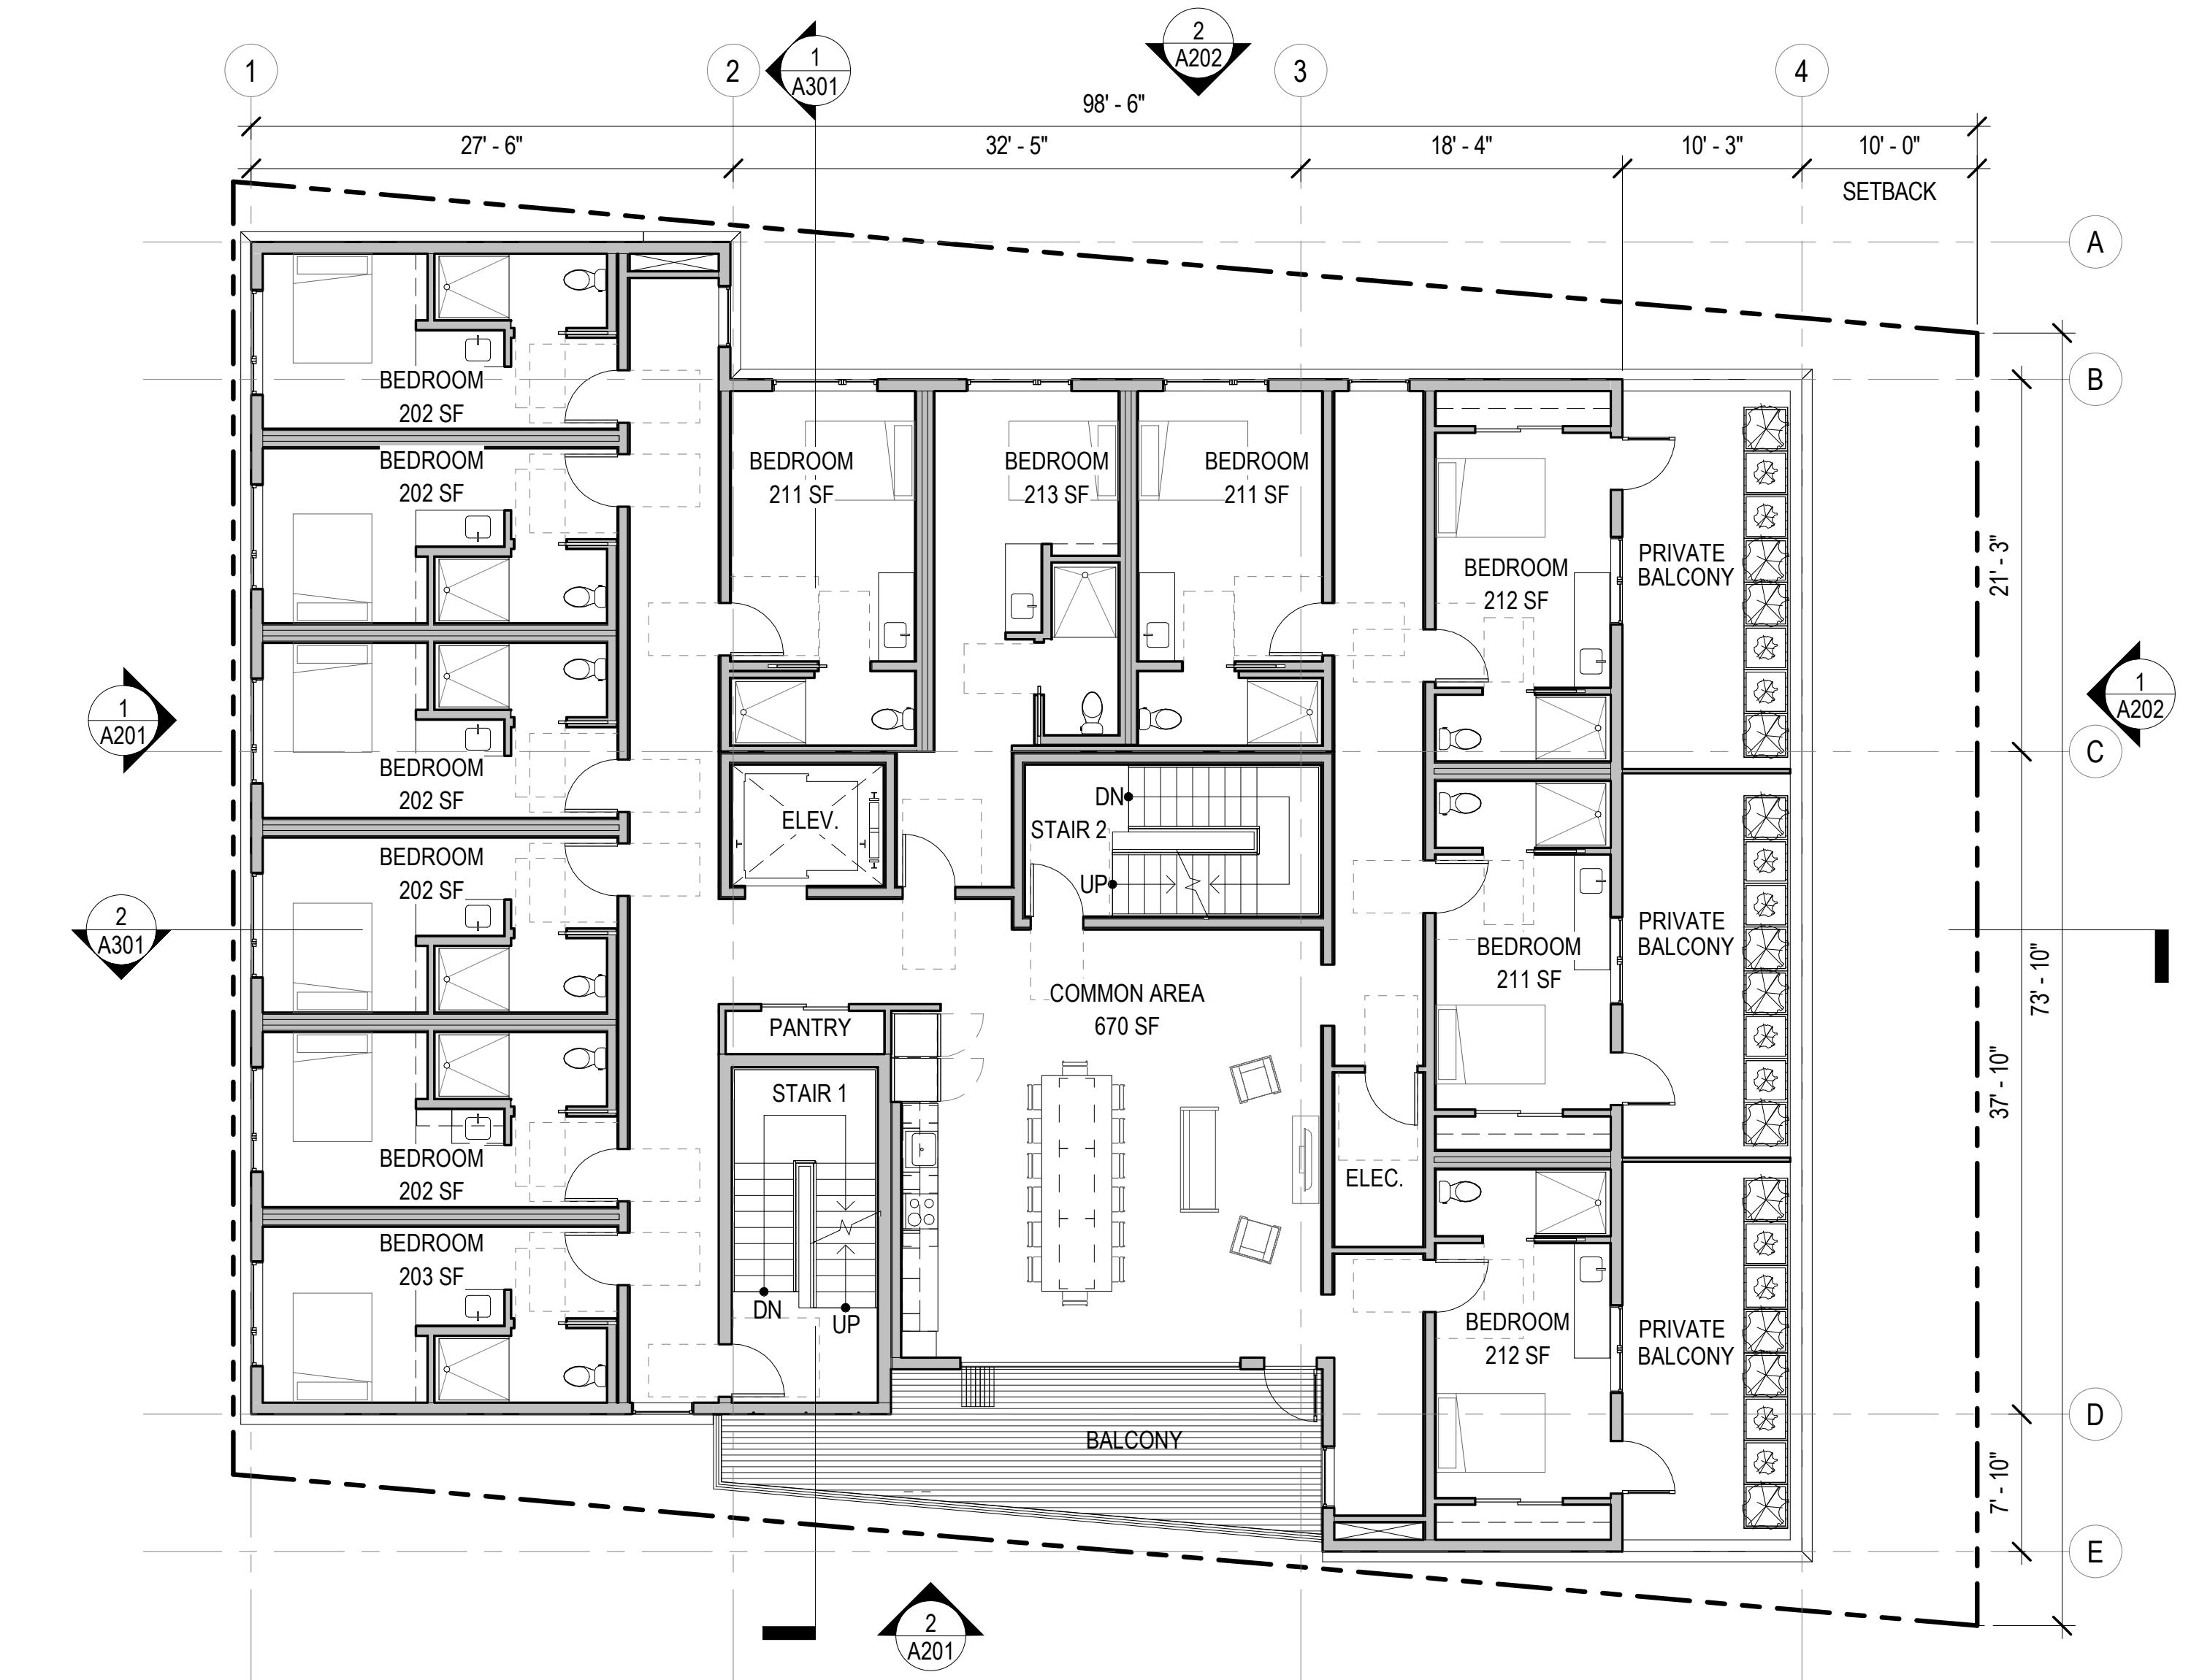 2
A202
1
2
1
A301
3
4
98' - 6"
27' - 6"
32' - 5"
18' - 4"
10' - 3"
10' - 0"
SETBACK
A
B
BEDROOM
202 SF
BEDROOM
202 SF
BEDROOM
211 SF
BEDROOM
213 SF
BEDROOM
211 SF
BEDROOM
212 SF
PRIVATE
BALCONY
21' - 3"
1
A201
1
A202
C
BEDROOM
202 SF
ELEV.
DN
STAIR 2
UP
BEDROOM
202 SF
2
A301
BEDROOM
211 SF
PRIVATE
BALCONY
73' - 10"
37' - 10"
COMMON AREA
670 SF
PANTRY
STAIR 1
BEDROOM
202 SF
ELEC.
BEDROOM
203 SF
DN
UP
BEDROOM
212 SF
PRIVATE
BALCONY
D
BALCONY
7' - 10"
E
2
A201